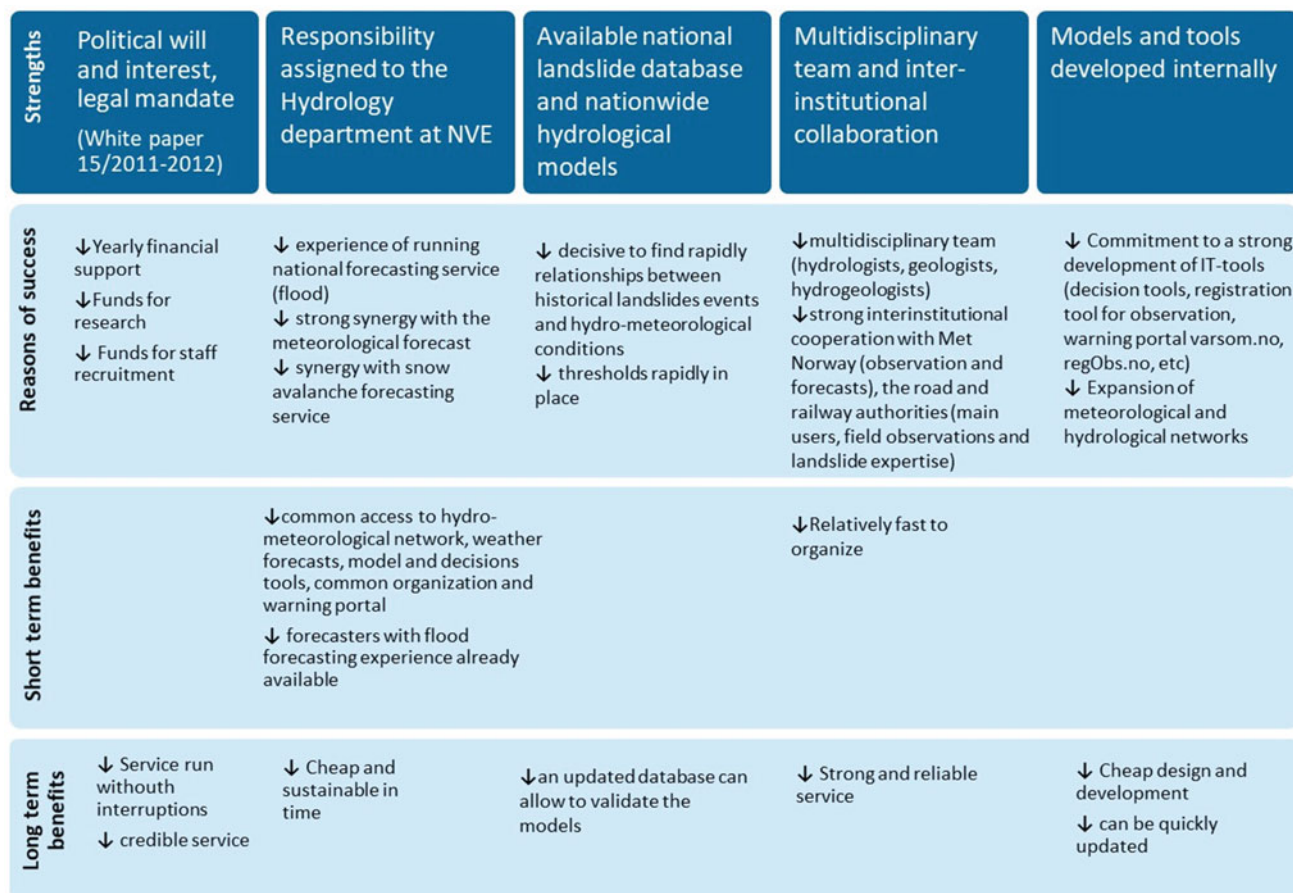 Strengths
Political will
and interest,
legal mandate
(White paper
15/2011-2012)
Responsibility
assigned to the
Hydrology
department at NVE
Available national
landslide database
and nationwide
hydrological
models
Multidisciplinary
team and inter-
institutional
collaboration
Models and tools
developed internally
Reasons of success
↓Yearly financial
support
↓Funds for
research
↓ Funds for staff
recruitment
↓ experience of running
national forecasting service
(flood)
↓ strong synergy with the
meteorological forecast
↓ synergy with snow
avalanche forecasting
service
↓ decisive to find rapidly
relationships between
historical landslides events
and hydro-meteorological
conditions
↓ thresholds rapidly in
place
↓multidisciplinary team
(hydrologists, geologists,
hydrogeologists)
↓strong interinstitutional
cooperation with Met
Norway (observation and
forecasts), the road and
railway authorities (main
users, field observations and
landslide expertise)
↓ Commitment to a strong
development of IT-tools
(decision tools, registration
tool for observation,
warning portal varsom.no,
regObs.no, etc)
↓ Expansion of
meteorological and
hydrological networks
Short term benefits
↓common access to hydro-
meteorological network, weather
forecasts, model and decisions
tools, common organization and
warning portal
↓ forecasters with flood
forecasting experience already
available
↓Relatively fast to
organize
Long term
benefits
↓ Service run
withouth
interruptions
↓ credible service
↓ Cheap and
sustainable in
time
↓an updated database can
allow to validate the
models
↓ Strong and reliable
service
↓ Cheap design and
development
↓ can be quickly
updated